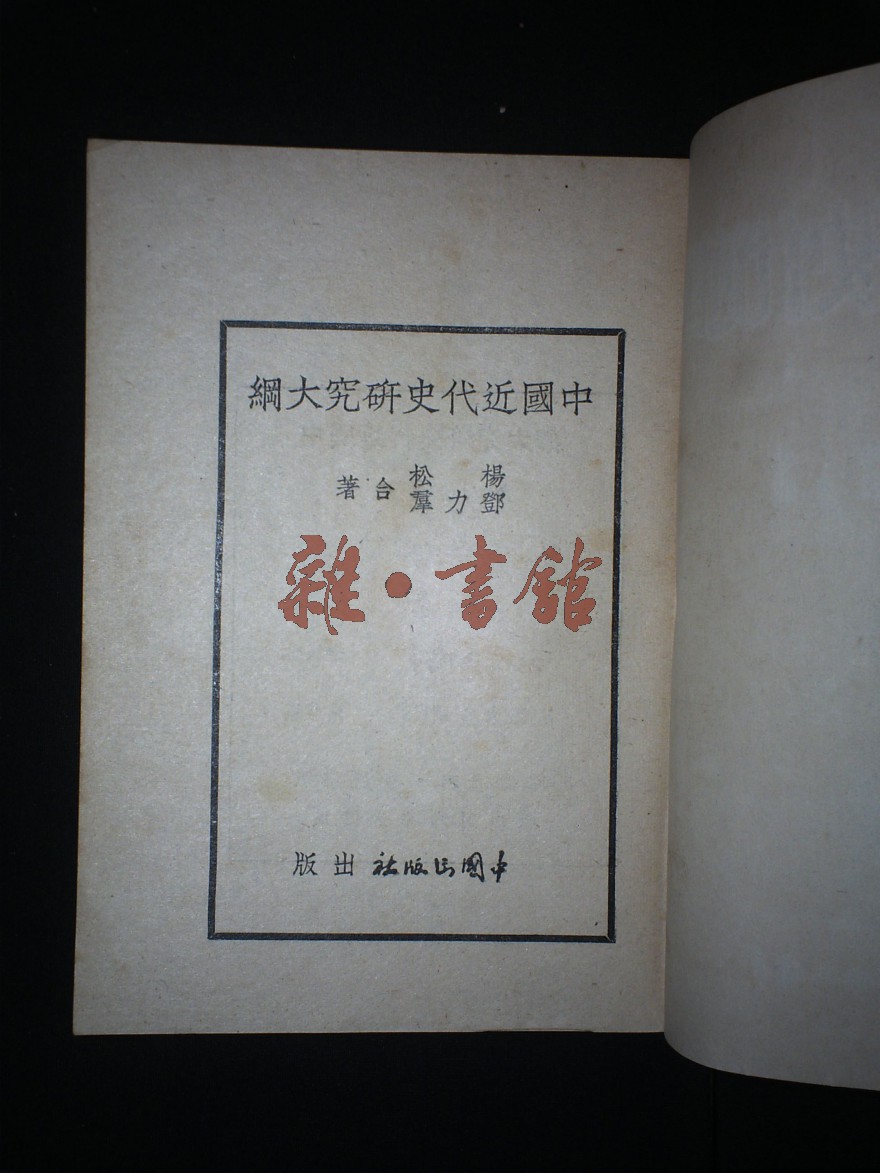 中國近代史研究大綱
楊松
鄧力羣
合著
雜·書館
中國出版社出版